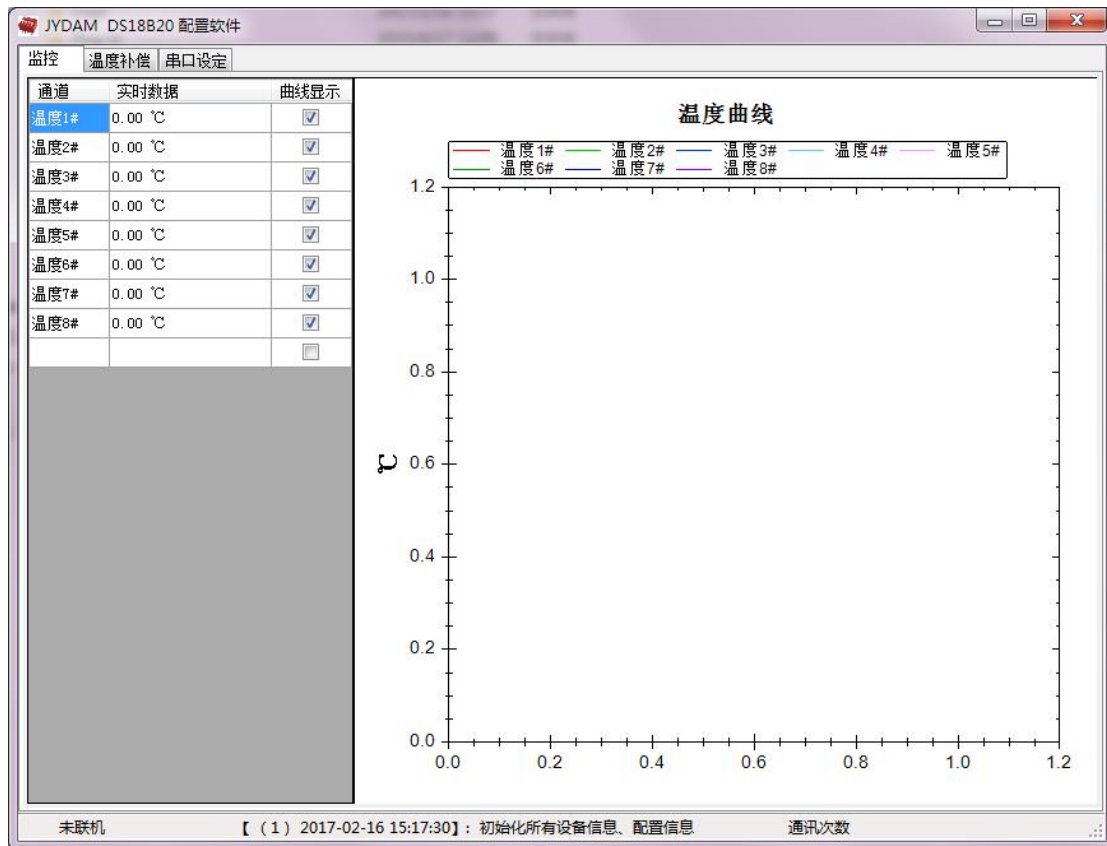 JYDAM DS18B20 配置软件
监控 温度补偿 串口设定
通道 实时数据 曲线显示
温度1# 0.00 ℃
温度2# 0.00 ℃
温度3# 0.00 ℃
温度4# 0.00 ℃
温度5# 0.00 ℃
温度6# 0.00 ℃
温度7# 0.00 ℃
温度8# 0.00 ℃
温度曲线
温度1# 温度2# 温度3# 温度4# 温度5#
温度6# 温度7# 温度8#
1.2
1.0
0.8
℃
0.6
0.4
0.2
0.0
0.0 0.2 0.4 0.6 0.8 1.0 1.2
未联机 【（1）2017-02-16 15:17:30】：初始化所有设备信息、配置信息 通讯次数